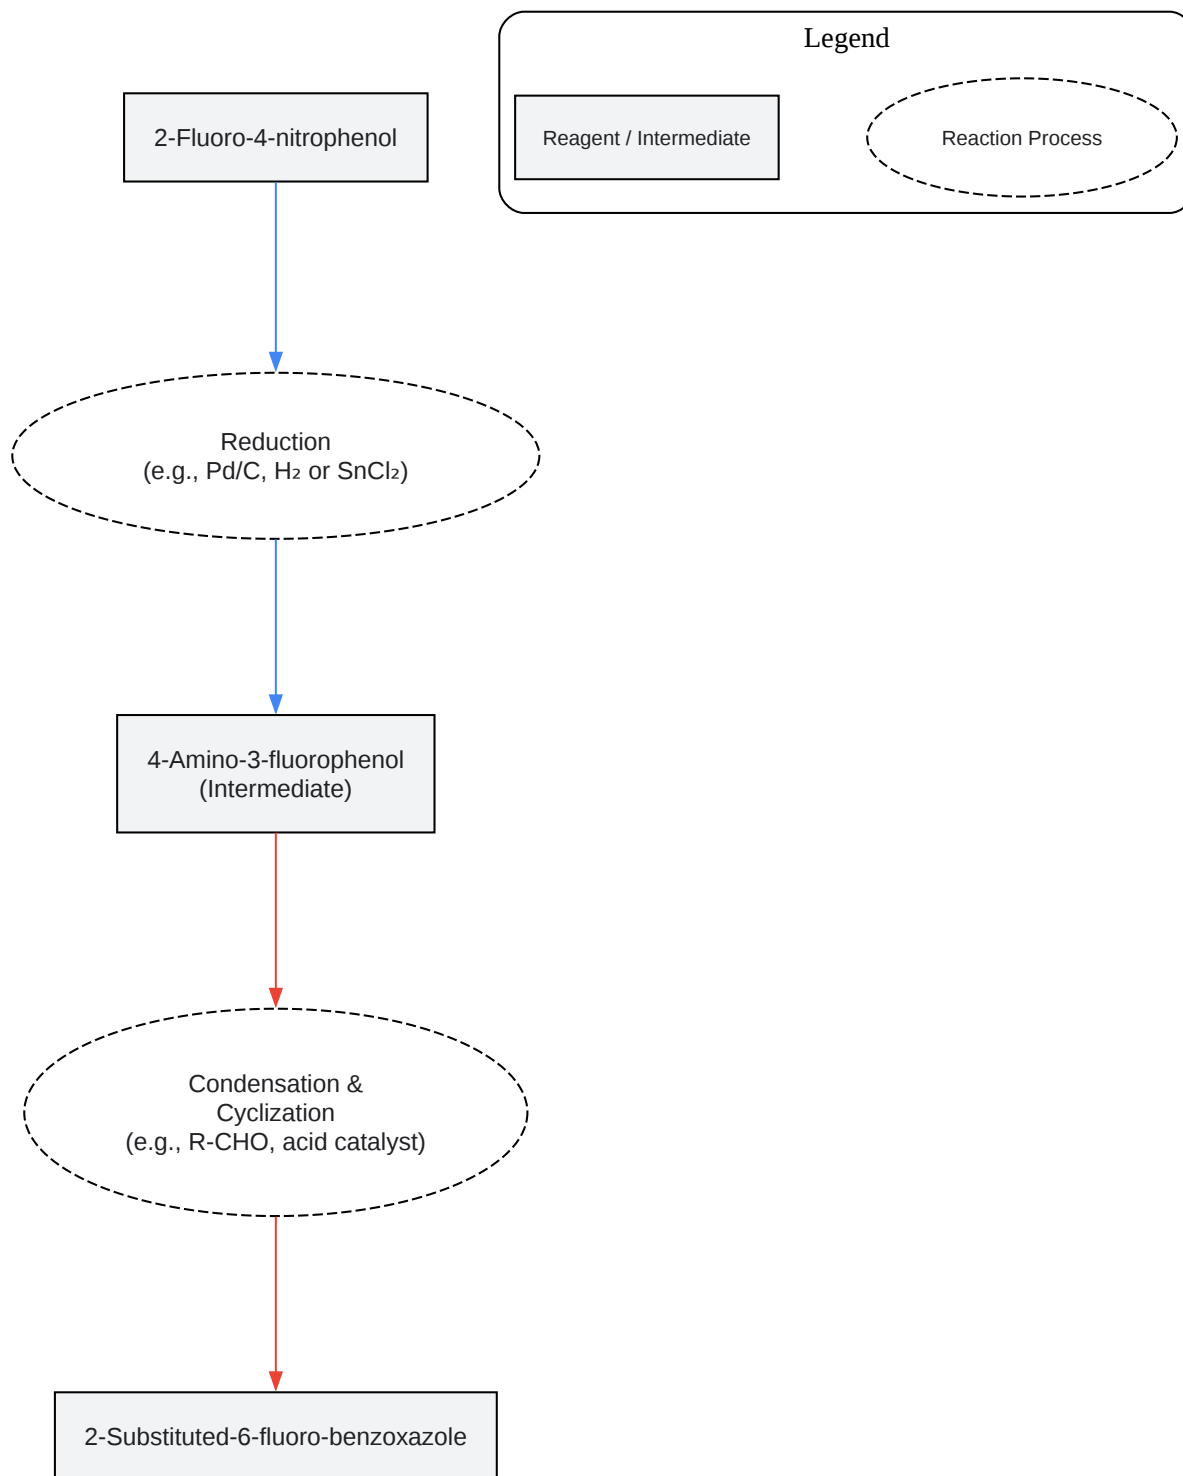 Legend
Reagent / Intermediate
Reaction Process
2-Fluoro-4-nitrophenol
Reduction
(e.g., Pd/C, H₂ or SnCl₂)
4-Amino-3-fluorophenol
(Intermediate)
Condensation &
Cyclization
(e.g., R-CHO, acid catalyst)
2-Substituted-6-fluoro-benzoxazole